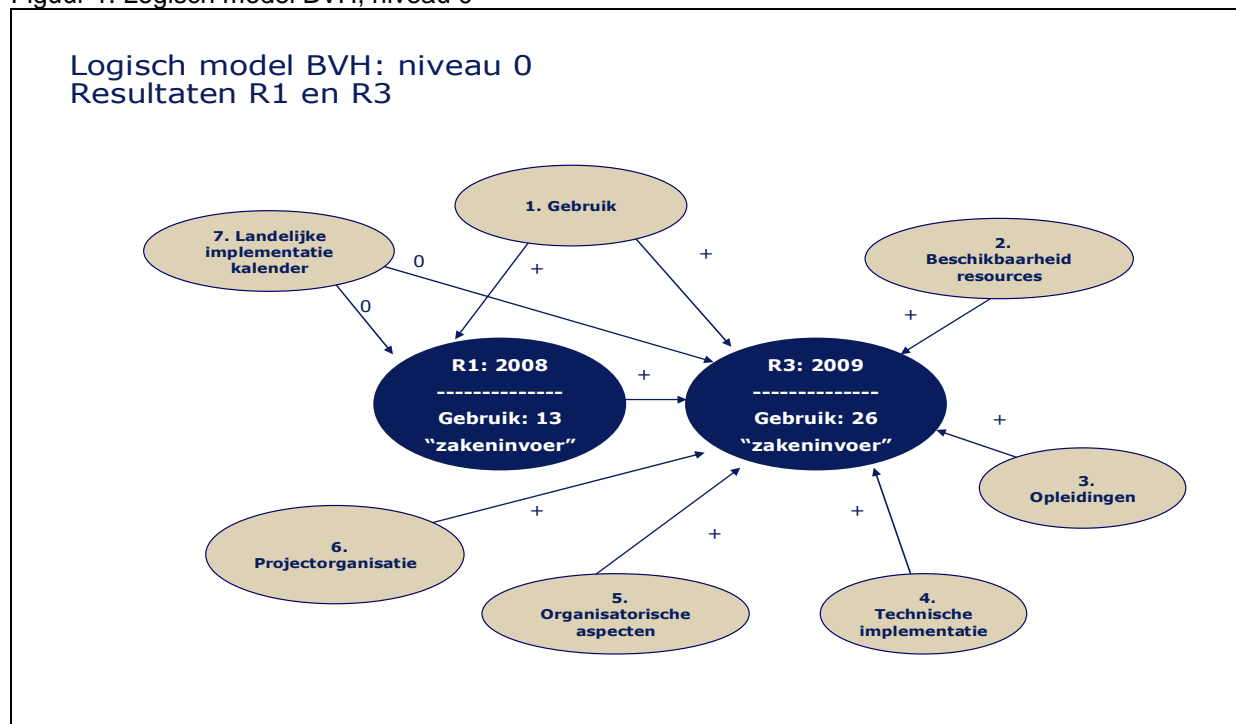 Logisch model BVH: niveau 0
Resultaten R1 en R3
1. Gebruik
7. Landelijke
implementatie
kalender
2.
Beschikbaarheid
resources
0
+
+
0
+
R1: 2008
--------------
Gebruik: 13
“zakeninvoer”
+
R3: 2009
--------------
Gebruik: 26
“zakeninvoer”
+
3.
Opleidingen
+
+
+
6.
Projectorganisatie
5.
Organisatorische
aspecten
4.
Technische
implementatie